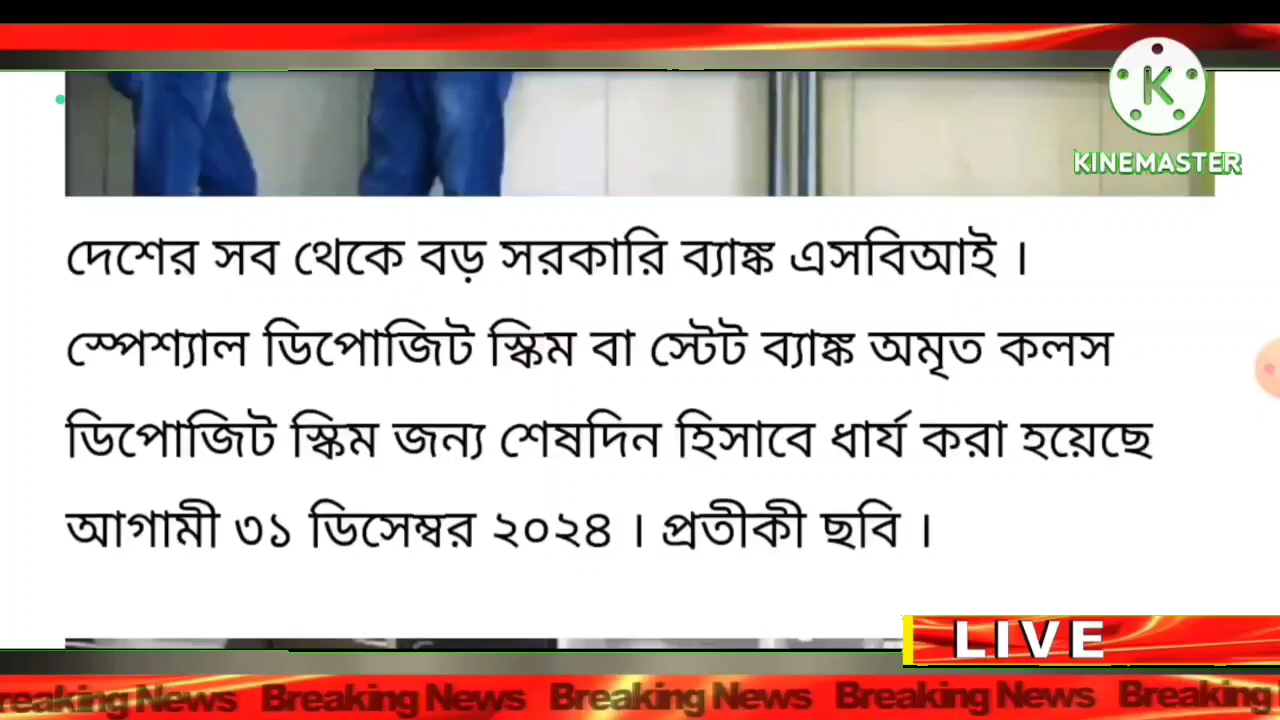 K
KINEMASTER
দেশের সব থেকে বড় সরকারি ব্যাঙ্ক এসবিআই ।
স্পেশ্যাল ডিপোজিট স্কিম বা স্টেট ব্যাঙ্ক অমৃত কলস
ডিপোজিট স্কিম জন্য শেষদিন হিসাবে ধার্য করা হয়েছে
আগামী ৩১ ডিসেম্বর ২০২৪ । প্রতীকী ছবি ।
LIVE
reaking News Breaking News Breaking News Breaking News Breaking